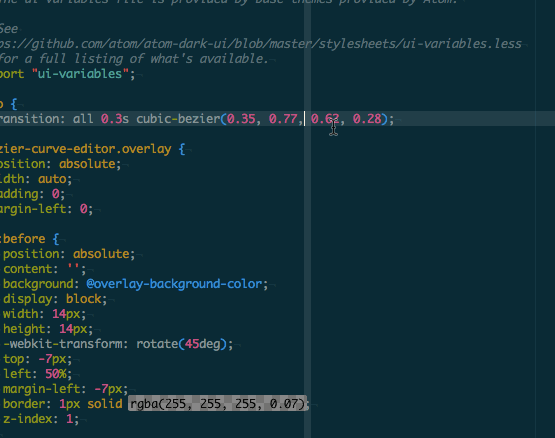 The ui-variables file is provided by base themes provided by Atom.
See
ps://github.com/atom/atom-dark-ui/blob/master/stylesheets/ui-variables.less
for a full listing of what's available.
port "ui-variables";
o {
ransition: all 0.3s cubic-bezier(0.35, 0.77, 0.62, 0.28);
zier-curve-editor.overlay {
osition: absolute;
idth: auto;
adding: 0;
argin-left: 0;
:before {
position: absolute;
content: '';
background: @overlay-background-color;
display: block;
width: 14px;
height: 14px;
-webkit-transform: rotate(45deg);
top: -7px;
left: 50%;
margin-left: -7px;
border: 1px solid rgba(255, 255, 255, 0.07);
z-index: 1;